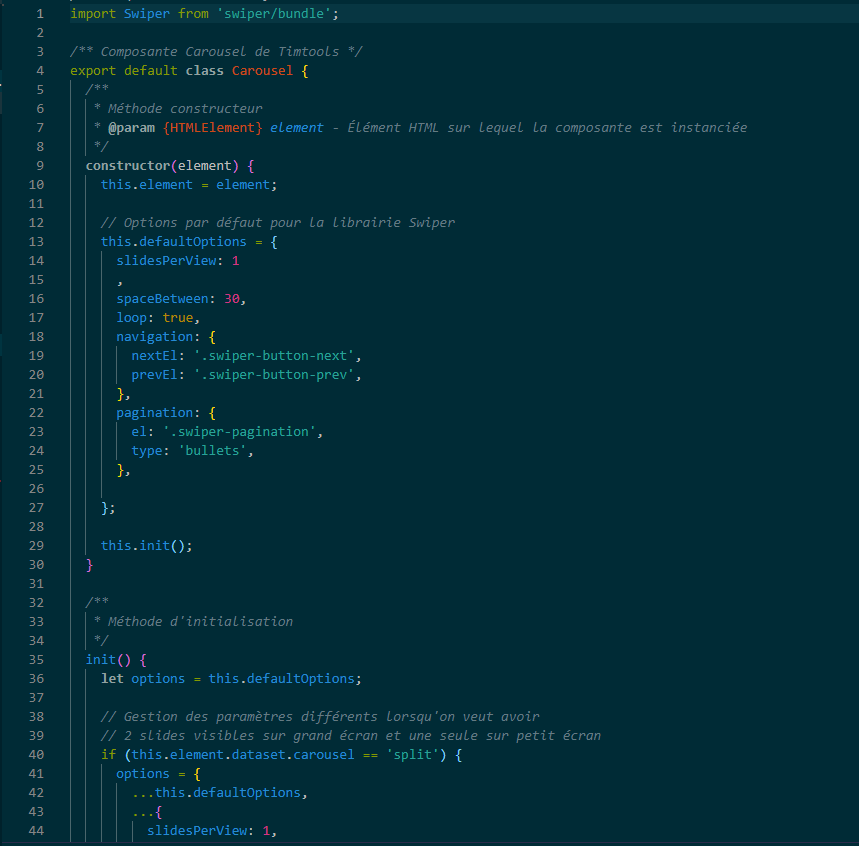 1 import Swiper from 'swiper/bundle';
2
3 /** Composante Carousel de Timtools */
4 export default class Carousel {
5 /**
6 * Méthode constructeur
7 * @param {HTMLElement} element - Élément HTML sur lequel la composante est instanciée
8 */
9 constructor(element) {
10 this.element = element;
11
12 // Options par défaut pour la librairie Swiper
13 this.defaultOptions = {
14 slidesPerView: 1
15 ,
16 spaceBetween: 30,
17 loop: true,
18 navigation: {
19 nextEl: '.swiper-button-next',
20 prevEl: '.swiper-button-prev',
21 },
22 pagination: {
23 el: '.swiper-pagination',
24 type: 'bullets',
25 },
26
27 };
28
29 this.init();
30 }
31
32 /**
33 * Méthode d'initialisation
34 */
35 init() {
36 let options = this.defaultOptions;
37
38 // Gestion des paramètres différents lorsqu'on veut avoir
39 // 2 slides visibles sur grand écran et une seule sur petit écran
40 if (this.element.dataset.carousel == 'split') {
41 options = {
42 ...this.defaultOptions,
43 ...{
44 slidesPerView: 1,